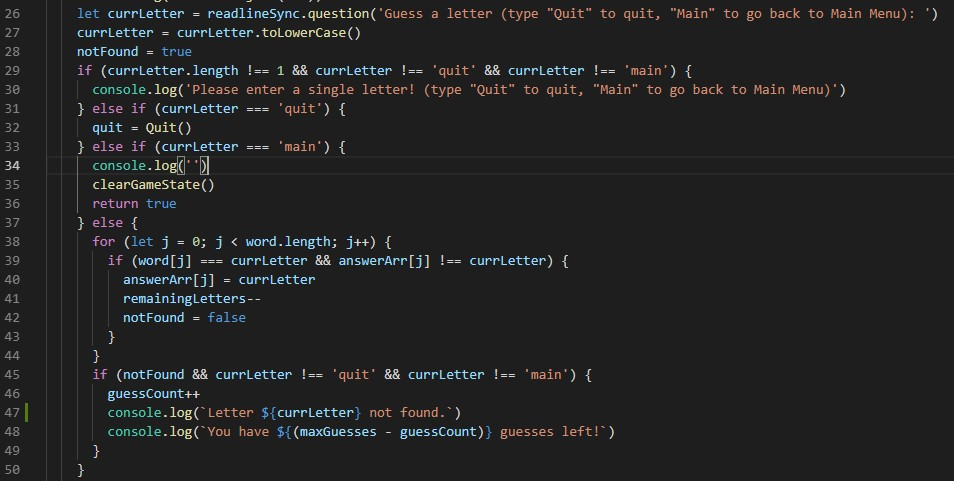 26 let currLetter = readlineSync.question('Guess a letter (type "Quit" to quit, "Main" to go back to Main Menu): ')
27 currLetter = currLetter.toLowerCase()
28 notFound = true
29 if (currLetter.length !== 1 && currLetter !== 'quit' && currLetter !== 'main') {
30 console.log('Please enter a single letter! (type "Quit" to quit, "Main" to go back to Main Menu)')
31 } else if (currLetter === 'quit') {
32 quit = Quit()
33 } else if (currLetter === 'main') {
34 console.log('')
35 clearGameState()
36 return true
37 } else {
38 for (let j = 0; j < word.length; j++) {
39 if (word[j] === currLetter && answerArr[j] !== currLetter) {
40 answerArr[j] = currLetter
41 remainingLetters--
42 notFound = false
43 }
44 }
45 if (notFound && currLetter !== 'quit' && currLetter !== 'main') {
46 guessCount++
47 console.log(`Letter ${currLetter} not found.`)
48 console.log(`You have ${(maxGuesses - guessCount)} guesses left!`)
49 }
50 }